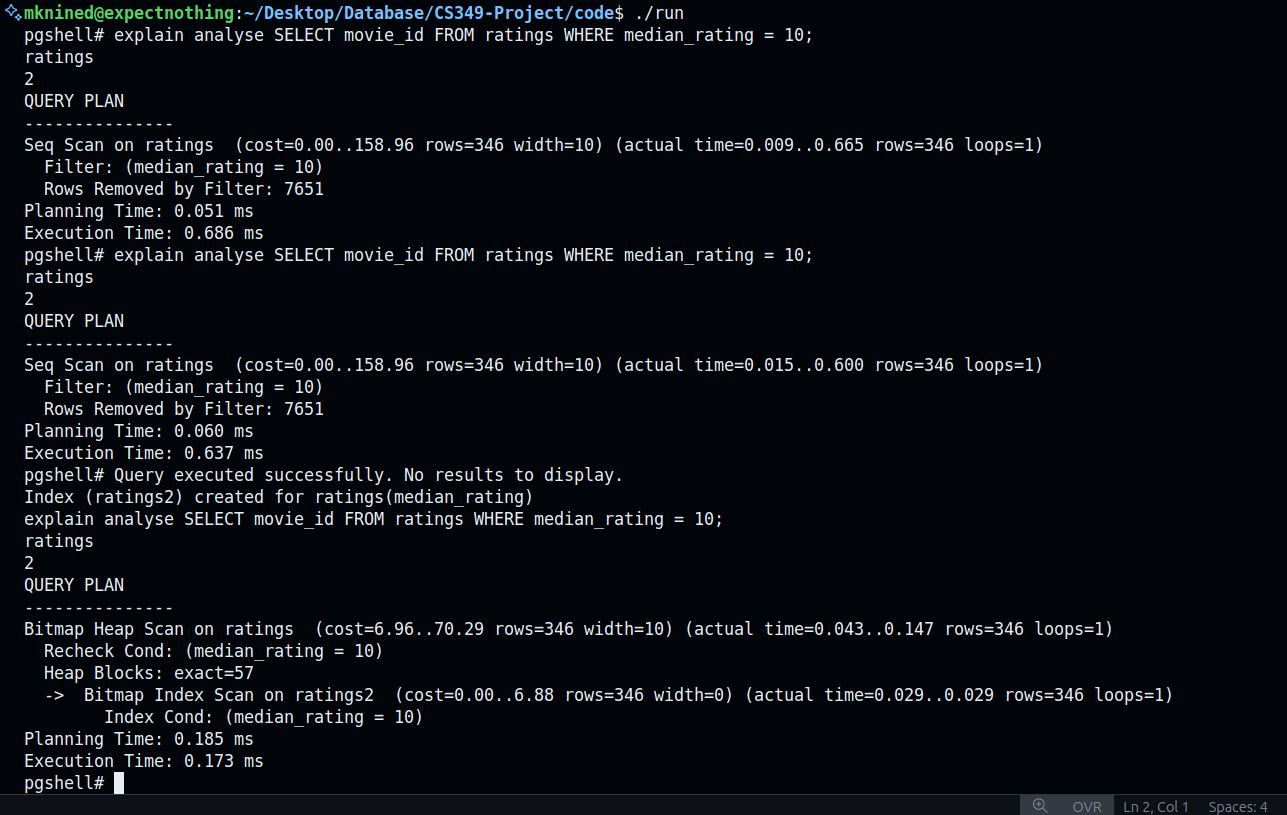 mknined@expectnothing:~/Desktop/Database/CS349-Project/code$ ./run
pgshell# explain analyse SELECT movie_id FROM ratings WHERE median_rating = 10;
ratings
2
QUERY PLAN
---------------
Seq Scan on ratings  (cost=0.00..158.96 rows=346 width=10) (actual time=0.009..0.665 rows=346 loops=1)
  Filter: (median_rating = 10)
  Rows Removed by Filter: 7651
Planning Time: 0.051 ms
Execution Time: 0.686 ms
pgshell# explain analyse SELECT movie_id FROM ratings WHERE median_rating = 10;
ratings
2
QUERY PLAN
---------------
Seq Scan on ratings  (cost=0.00..158.96 rows=346 width=10) (actual time=0.015..0.600 rows=346 loops=1)
  Filter: (median_rating = 10)
  Rows Removed by Filter: 7651
Planning Time: 0.060 ms
Execution Time: 0.637 ms
pgshell# Query executed successfully. No results to display.
Index (ratings2) created for ratings(median_rating)
explain analyse SELECT movie_id FROM ratings WHERE median_rating = 10;
ratings
2
QUERY PLAN
---------------
Bitmap Heap Scan on ratings  (cost=6.96..70.29 rows=346 width=10) (actual time=0.043..0.147 rows=346 loops=1)
  Recheck Cond: (median_rating = 10)
  Heap Blocks: exact=57
  ->  Bitmap Index Scan on ratings2  (cost=0.00..6.88 rows=346 width=0) (actual time=0.029..0.029 rows=346 loops=1)
        Index Cond: (median_rating = 10)
Planning Time: 0.185 ms
Execution Time: 0.173 ms
pgshell#
OVR Ln 2, Col 1 Spaces: 4